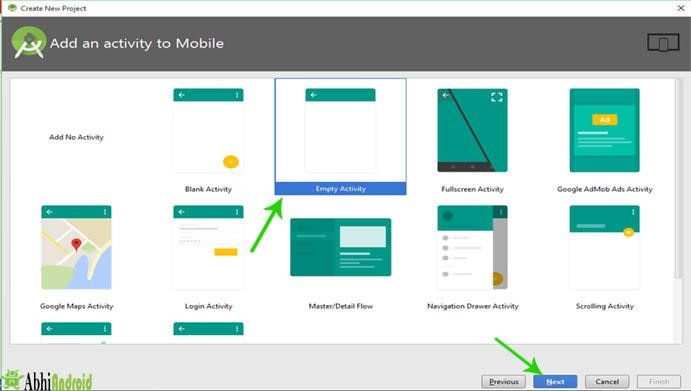 Create New Project
Add an activity to Mobile
Add No Activity
Blank Activity
Empty Activity
Fullscreen Activity
Ad
Google AdMob Ads Activity
Google Maps Activity
Login Activity
Master/Detail Flow
Navigation Drawer Activity
Scrolling Activity
AbhiAndroid
Previous
Next
Cancel
Finish